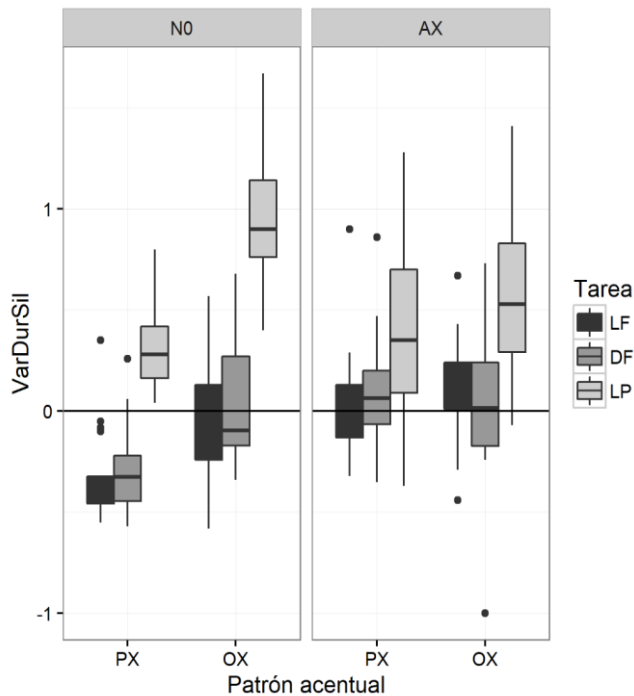 N0 AX
1
0
-1
VarDurSil
PX OX PX OX
Patrón acentual
Tarea
LF
DF
LP